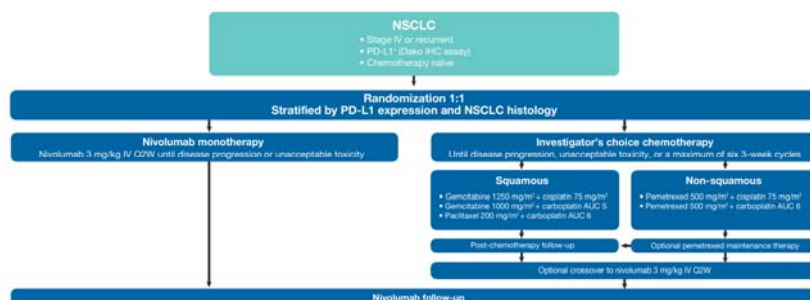 NSCLC
• Stage IV or recurrent
• PD-L1⁺ (Dako IHC assay)
• Chemotherapy naive
Randomization 1:1
Stratified by PD-L1 expression and NSCLC histology
Nivolumab monotherapy
Nivolumab 3 mg/kg IV Q2W until disease progression or unacceptable toxicity
Investigator's choice chemotherapy
Until disease progression, unacceptable toxicity, or a maximum of six 3-week cycles
Squamous
• Gemcitabine 1250 mg/m² + cisplatin 75 mg/m²
• Gemcitabine 1000 mg/m² + carboplatin AUC 5
• Paclitaxel 200 mg/m² + carboplatin AUC 6
Non-squamous
• Pemetrexed 500 mg/m² + cisplatin 75 mg/m²
• Pemetrexed 500 mg/m² + carboplatin AUC 6
Post-chemotherapy follow-up
Optional pemetrexed maintenance therapy
Optional crossover to nivolumab 3 mg/kg IV Q2W
Nivolumab follow-up